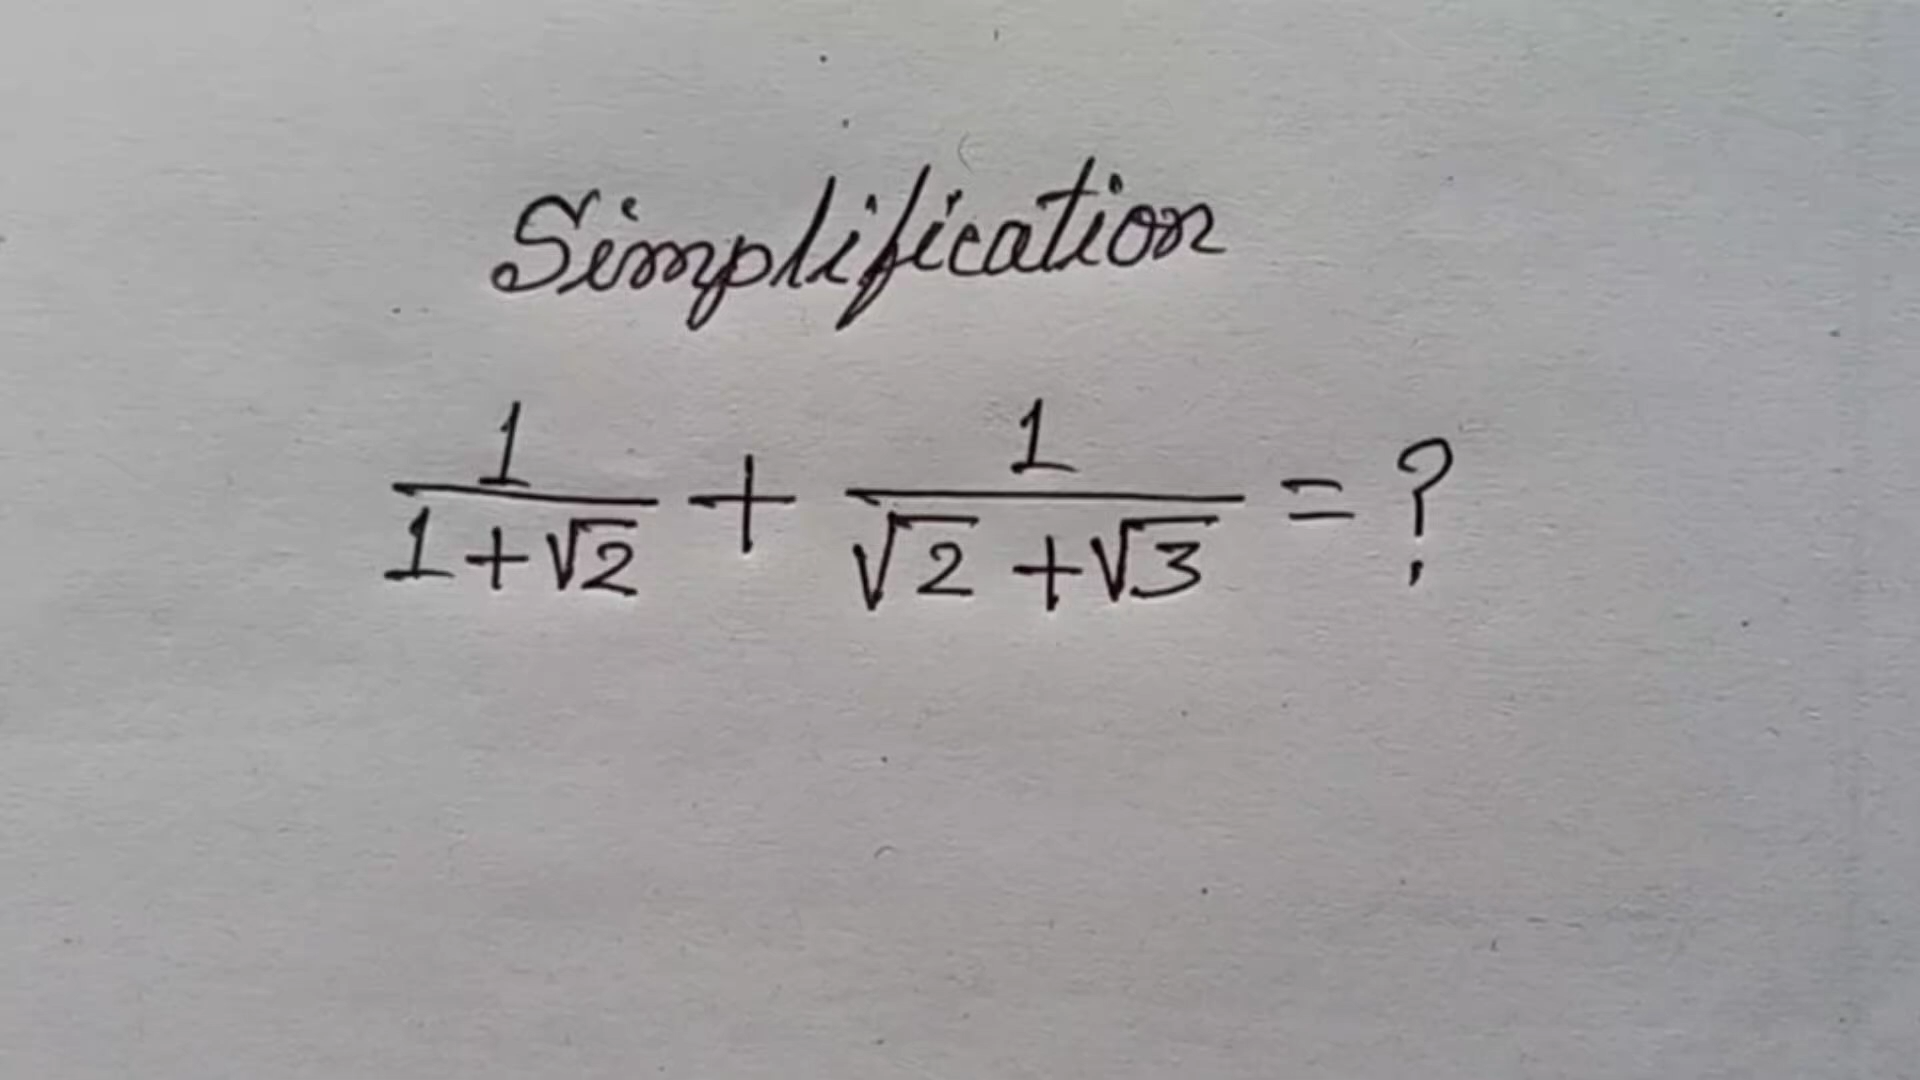 Simplification
1/(1+√2) + 1/(√2+√3) = ?